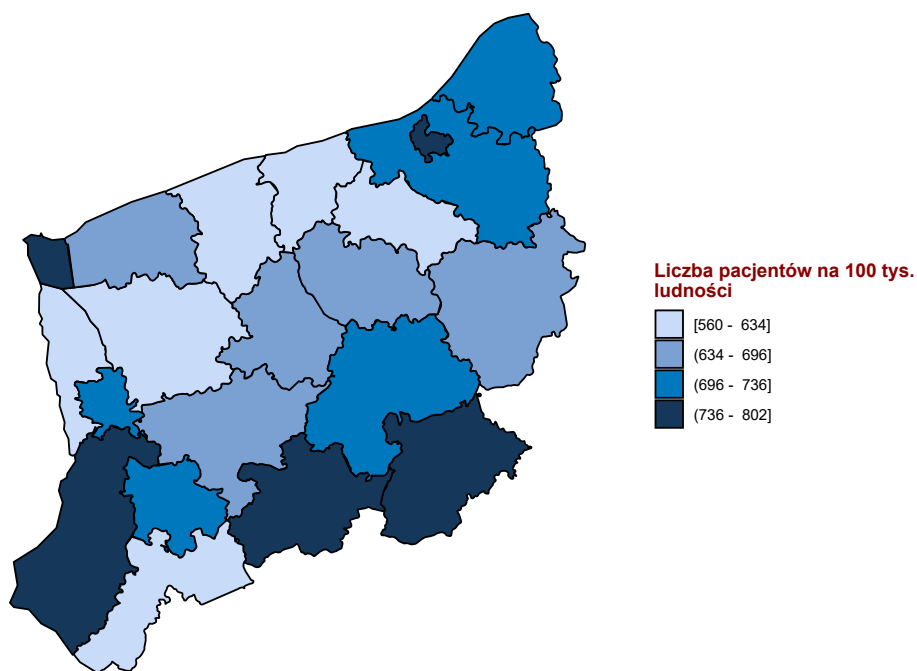 Liczba pacjentów na 100 tys.
ludności
[560 - 634]
(634 - 696]
(696 - 736]
(736 - 802]